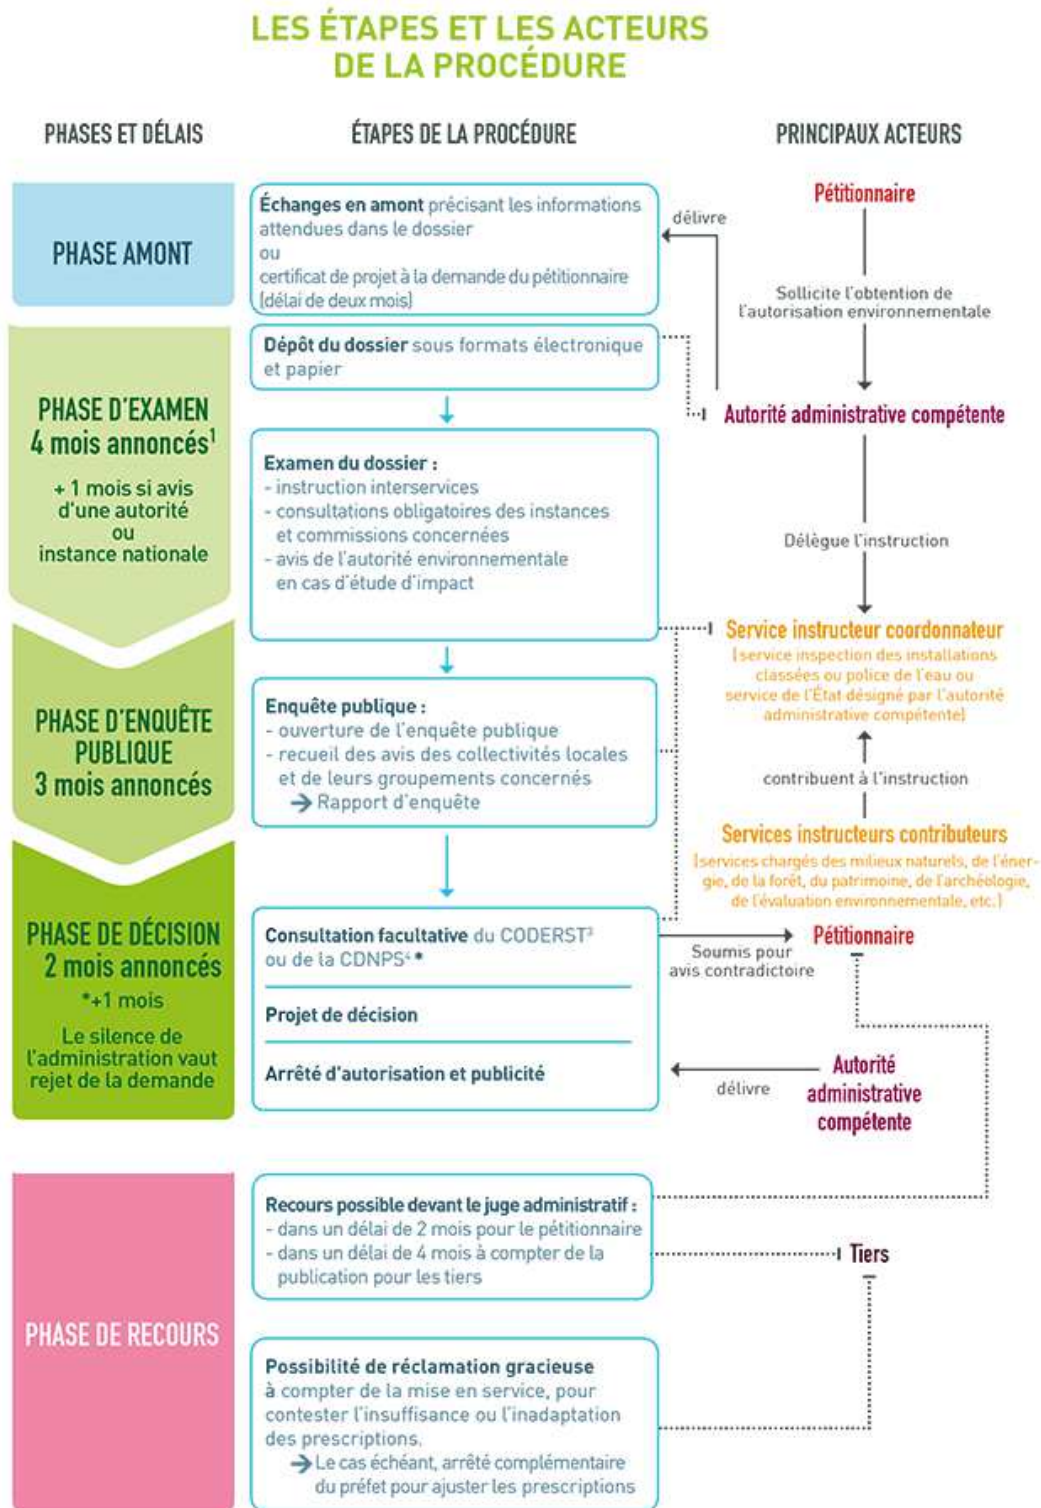 LES ÉTAPES ET LES ACTEURS
DE LA PROCÉDURE
PHASES ET DÉLAIS
ÉTAPES DE LA PROCÉDURE
PRINCIPAUX ACTEURS
PHASE AMONT
Échanges en amont précisant les informations
attendues dans le dossier
ou
certificat de projet à la demande du pétitionnaire
(délai de deux mois)
délivre
Pétitionnaire
Sollicite l'obtention de
l'autorisation environnementale
PHASE D'EXAMEN
4 mois annoncés¹
+ 1 mois si avis
d'une autorité
ou
instance nationale
Dépôt du dossier sous formats électronique
et papier
Autorité administrative compétente
Examen du dossier :
- instruction interservices
- consultations obligatoires des instances
et commissions concernées
- avis de l'autorité environnementale
en cas d'étude d'impact
Délègue l'instruction
Service instructeur coordonnateur
(service inspection des installations
classées ou police de l'eau ou
service de l'État désigné par l'autorité
administrative compétente)
PHASE D'ENQUÊTE
PUBLIQUE
3 mois annoncés
Enquête publique :
- ouverture de l'enquête publique
- recueil des avis des collectivités locales
et de leurs groupements concernés
→ Rapport d'enquête
contribuent à l'instruction
Services instructeurs contributeurs
(services chargés des milieux naturels, de l'éner-
gie, de la forêt, du patrimoine, de l'archéologie,
de l'évaluation environnementale, etc.)
PHASE DE DÉCISION
2 mois annoncés
*+1 mois
Le silence de
l'administration vaut
rejet de la demande
Consultation facultative du CODERST³
ou de la CDNPS⁴ *
Projet de décision
Arrêté d'autorisation et publicité
Soumis pour
avis contradictoire
Pétitionnaire
délivre
Autorité
administrative
compétente
PHASE DE RECOURS
Recours possible devant le juge administratif :
- dans un délai de 2 mois pour le pétitionnaire
- dans un délai de 4 mois à compter de la
publication pour les tiers
Tiers
Possibilité de réclamation gracieuse
à compter de la mise en service, pour
contester l'insuffisance ou l'inadaptation
des prescriptions.
→ Le cas échéant, arrêté complémentaire
du préfet pour ajuster les prescriptions